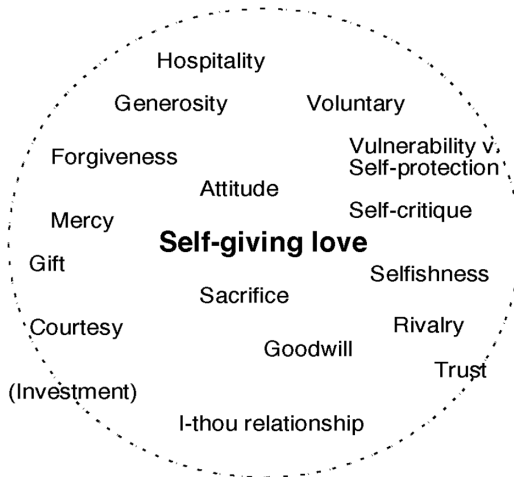 Hospitality
Generosity
Voluntary
Vulnerability v.
Self-protection
Forgiveness
Attitude
Self-critique
Mercy
Self-giving love
Gift
Selfishness
Sacrifice
Courtesy
Rivalry
Goodwill
Trust
(Investment)
I-thou relationship